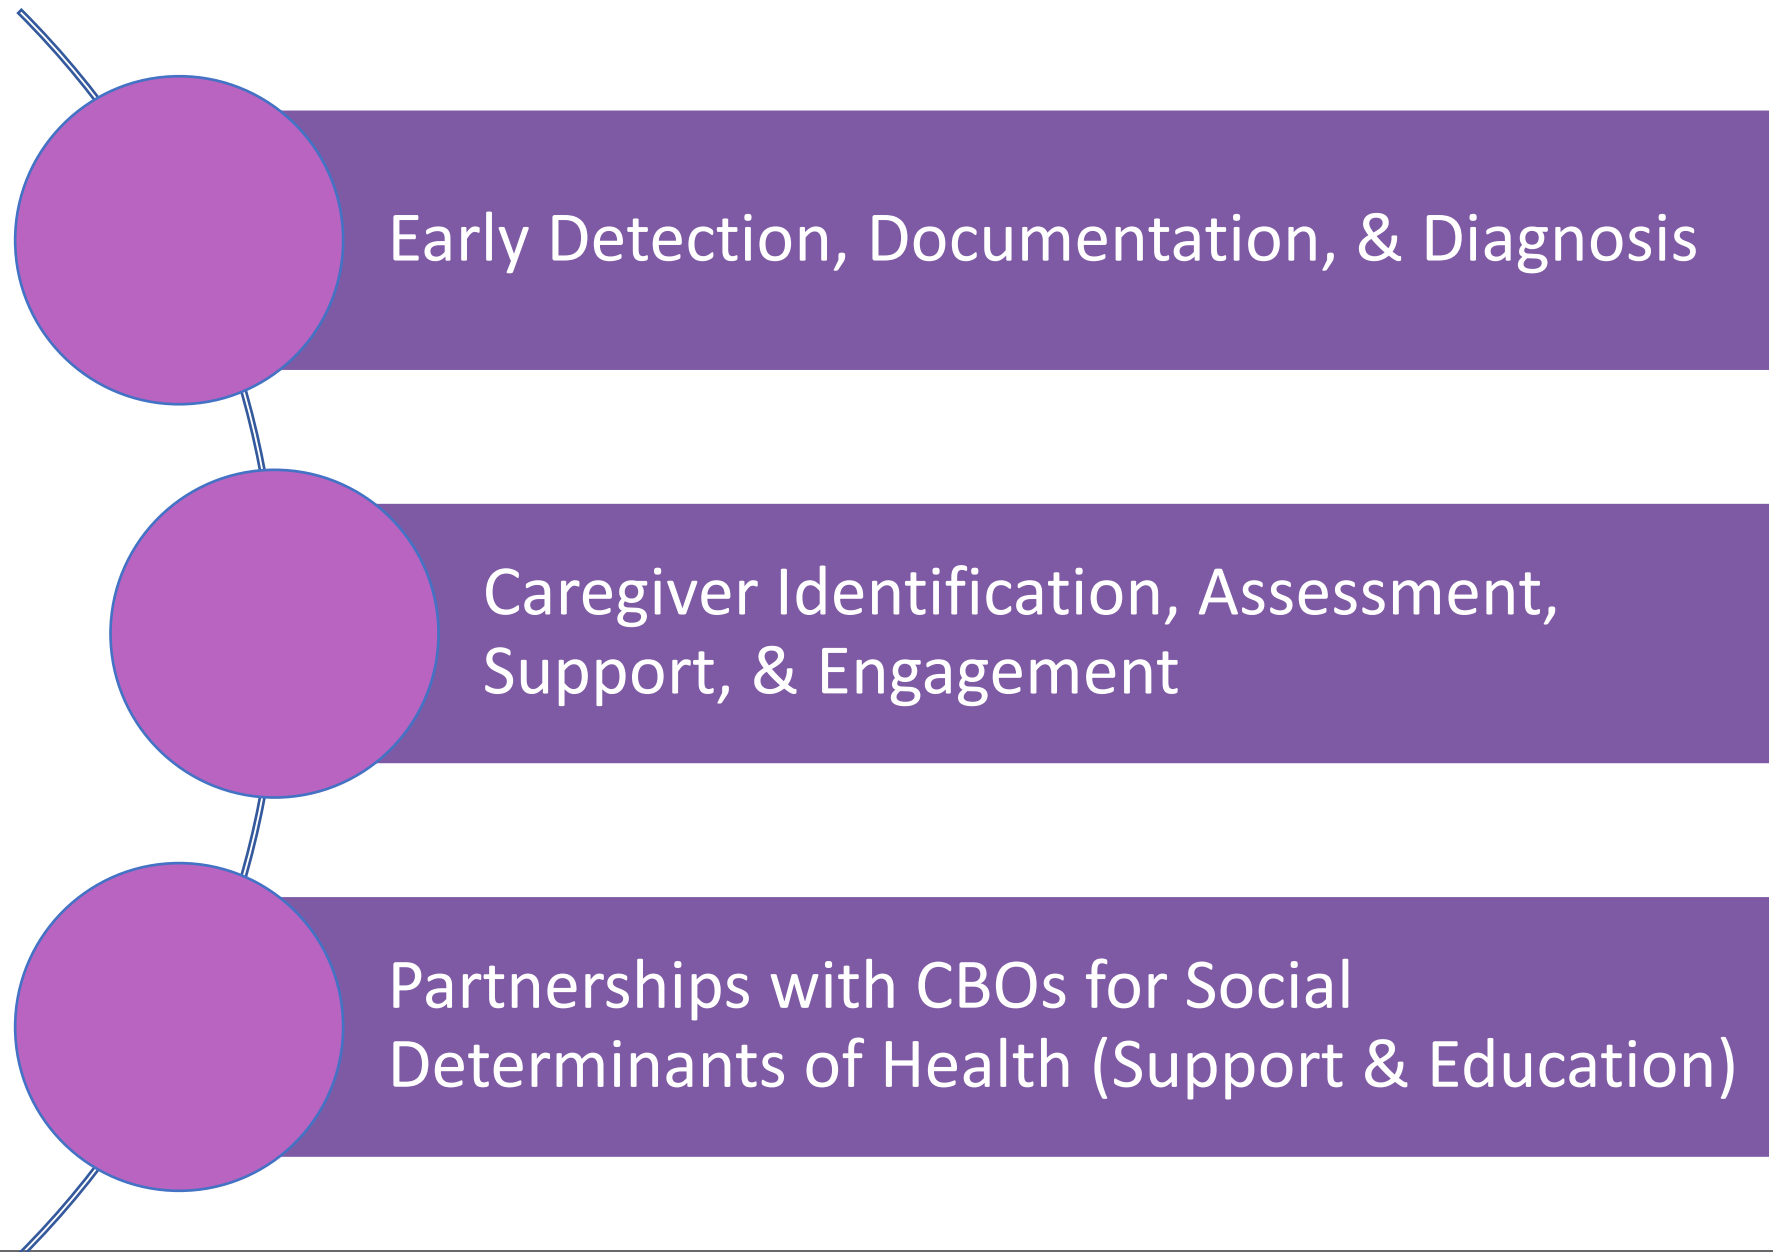 Early Detection, Documentation, & Diagnosis
Caregiver Identification, Assessment,
Support, & Engagement
Partnerships with CBOs for Social
Determinants of Health (Support & Education)